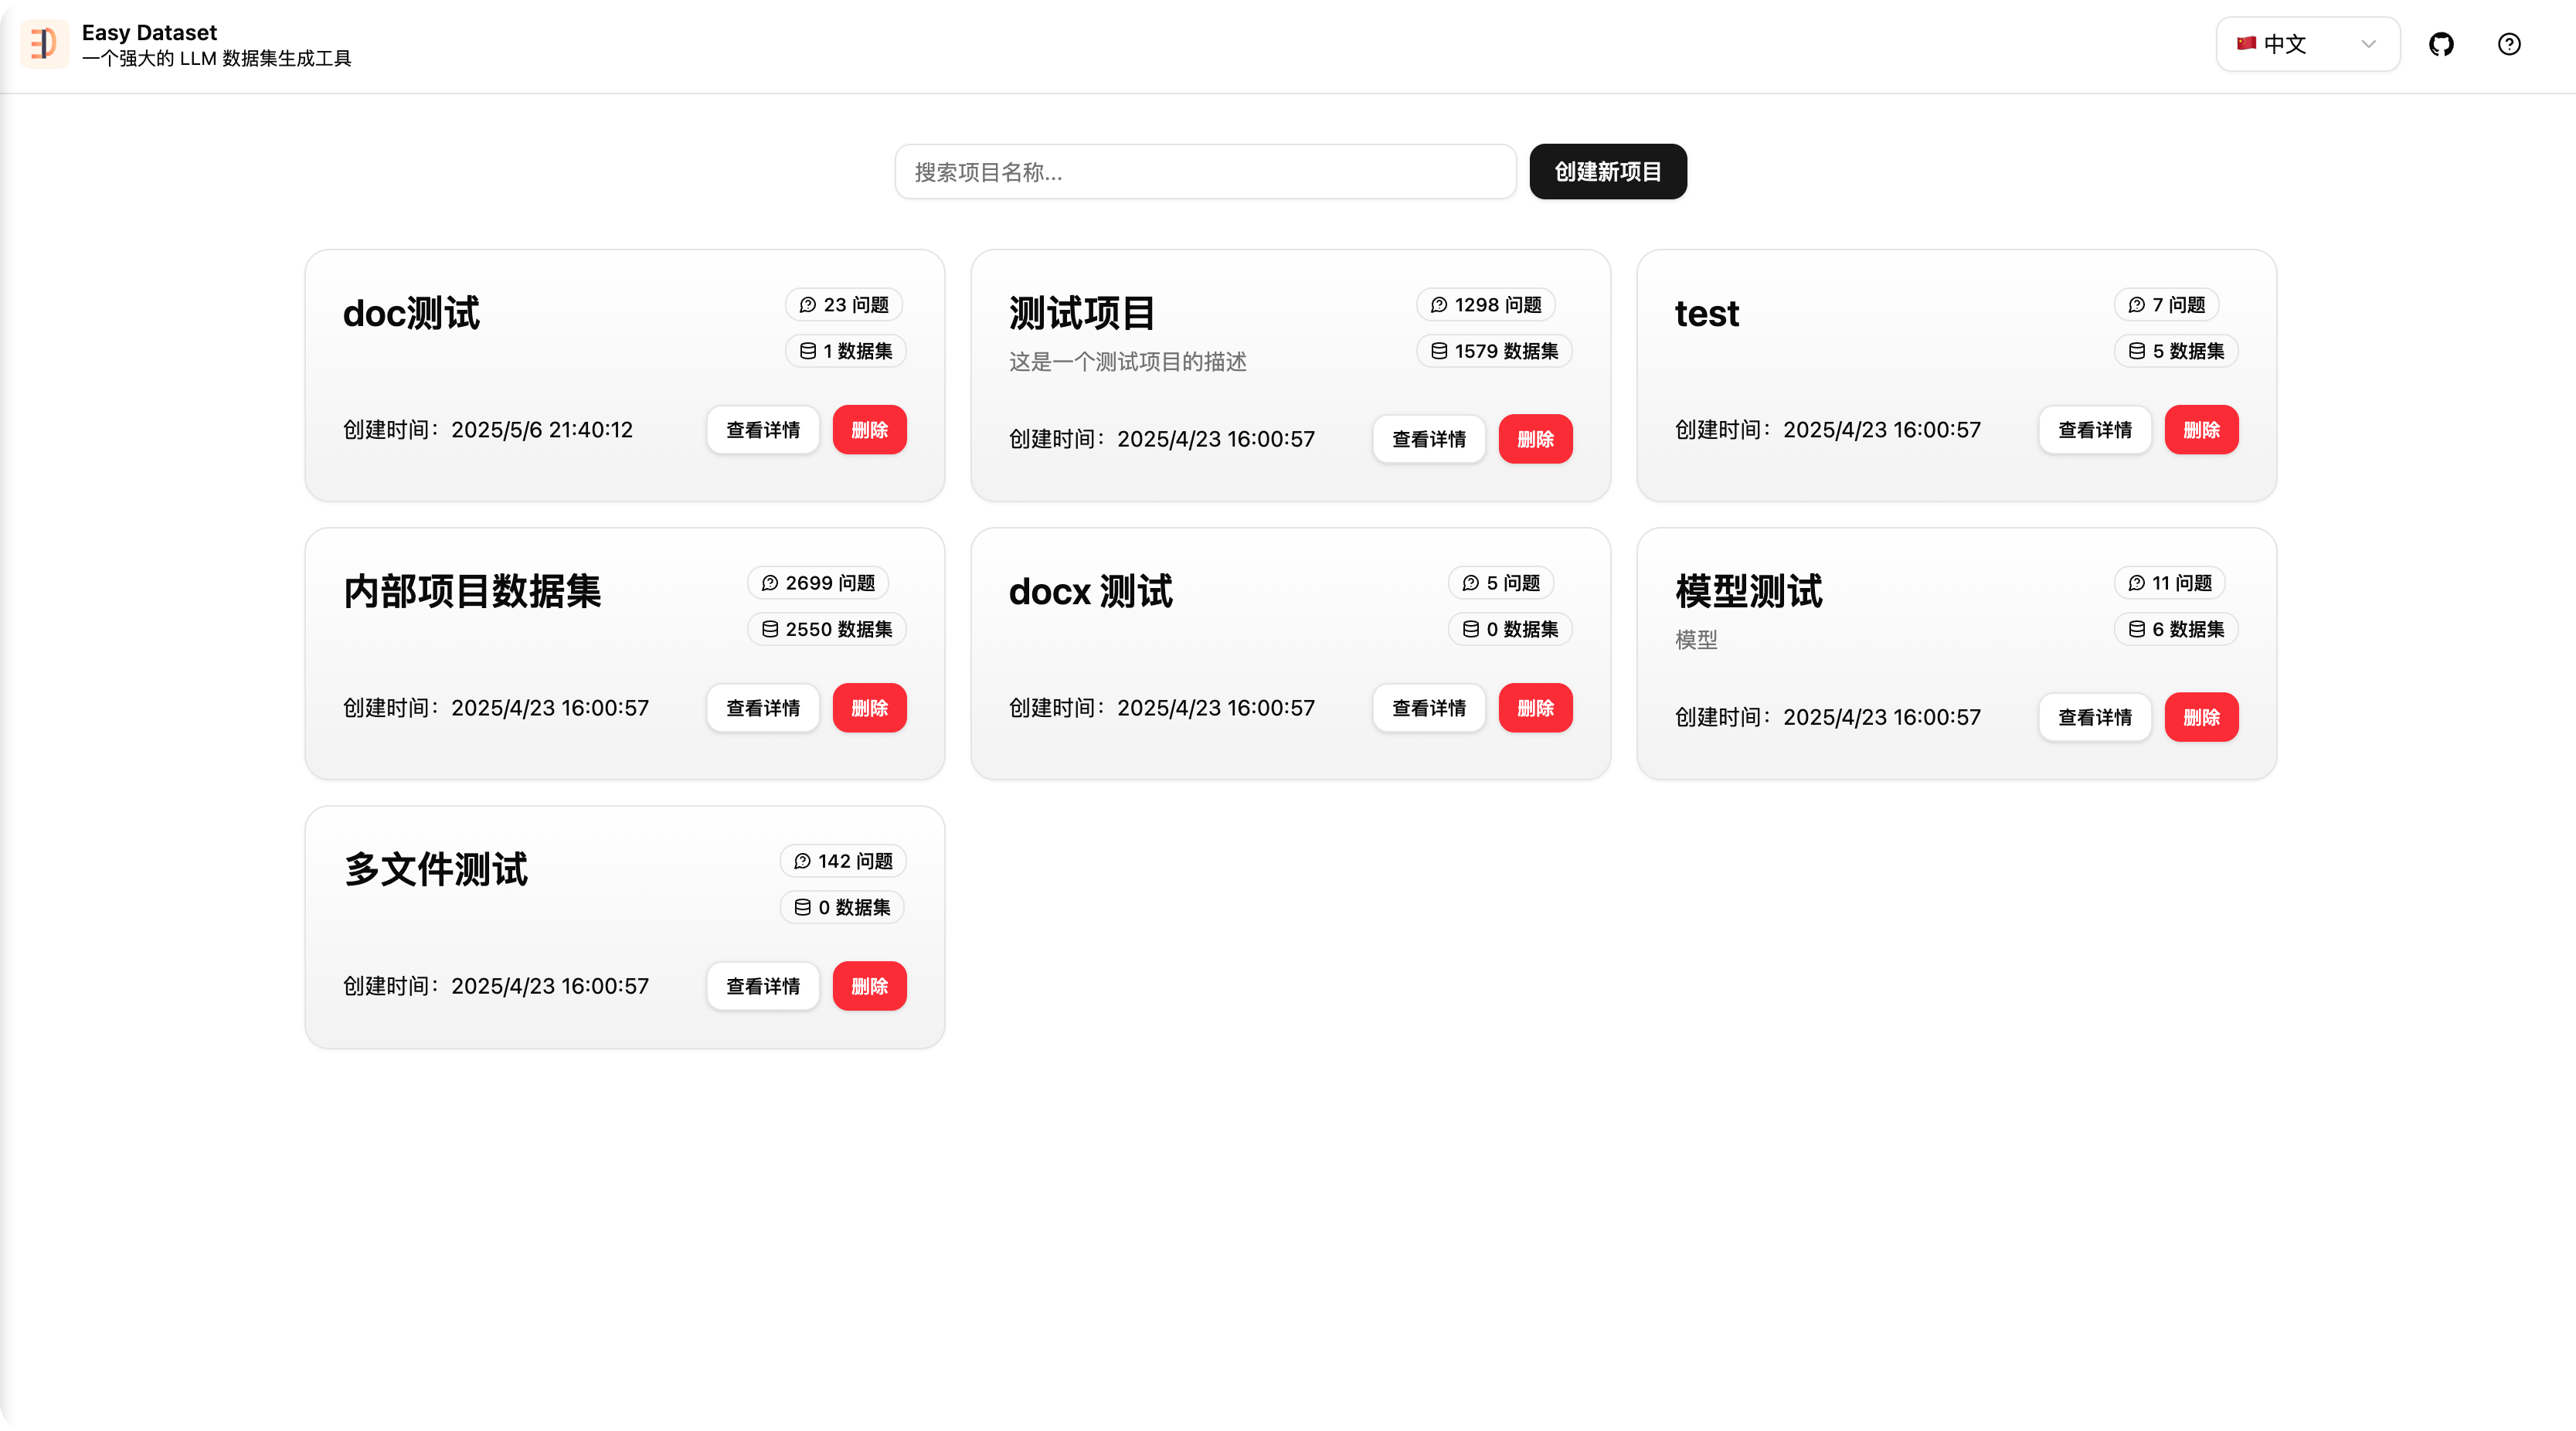 Easy Dataset
一个强大的 LLM 数据集生成工具
🇨🇳 中文
搜索项目名称...
创建新项目
doc测试
23 问题
1 数据集
创建时间：2025/5/6 21:40:12
查看详情
删除
测试项目
这是一个测试项目的描述
1298 问题
1579 数据集
创建时间：2025/4/23 16:00:57
查看详情
删除
test
7 问题
5 数据集
创建时间：2025/4/23 16:00:57
查看详情
删除
内部项目数据集
2699 问题
2550 数据集
创建时间：2025/4/23 16:00:57
查看详情
删除
docx 测试
5 问题
0 数据集
创建时间：2025/4/23 16:00:57
查看详情
删除
模型测试
模型
11 问题
6 数据集
创建时间：2025/4/23 16:00:57
查看详情
删除
多文件测试
142 问题
0 数据集
创建时间：2025/4/23 16:00:57
查看详情
删除